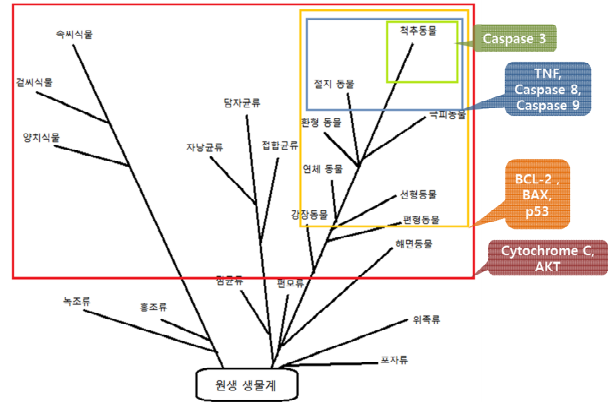 척추동물
속씨식물
Caspase 3
겉씨식물
절지 동물
TNF,
Caspase 8,
Caspase 9
담자균류
환형 동물
극피동물
양치식물
자낭균류
접합균류
연체 동물
BCL-2 ,
BAX,
p53
선형동물
강장동물
편형동물
해면동물
Cytochrome C,
AKT
점균류
편모류
녹조류
홍조류
위족류
포자류
원생 생물계